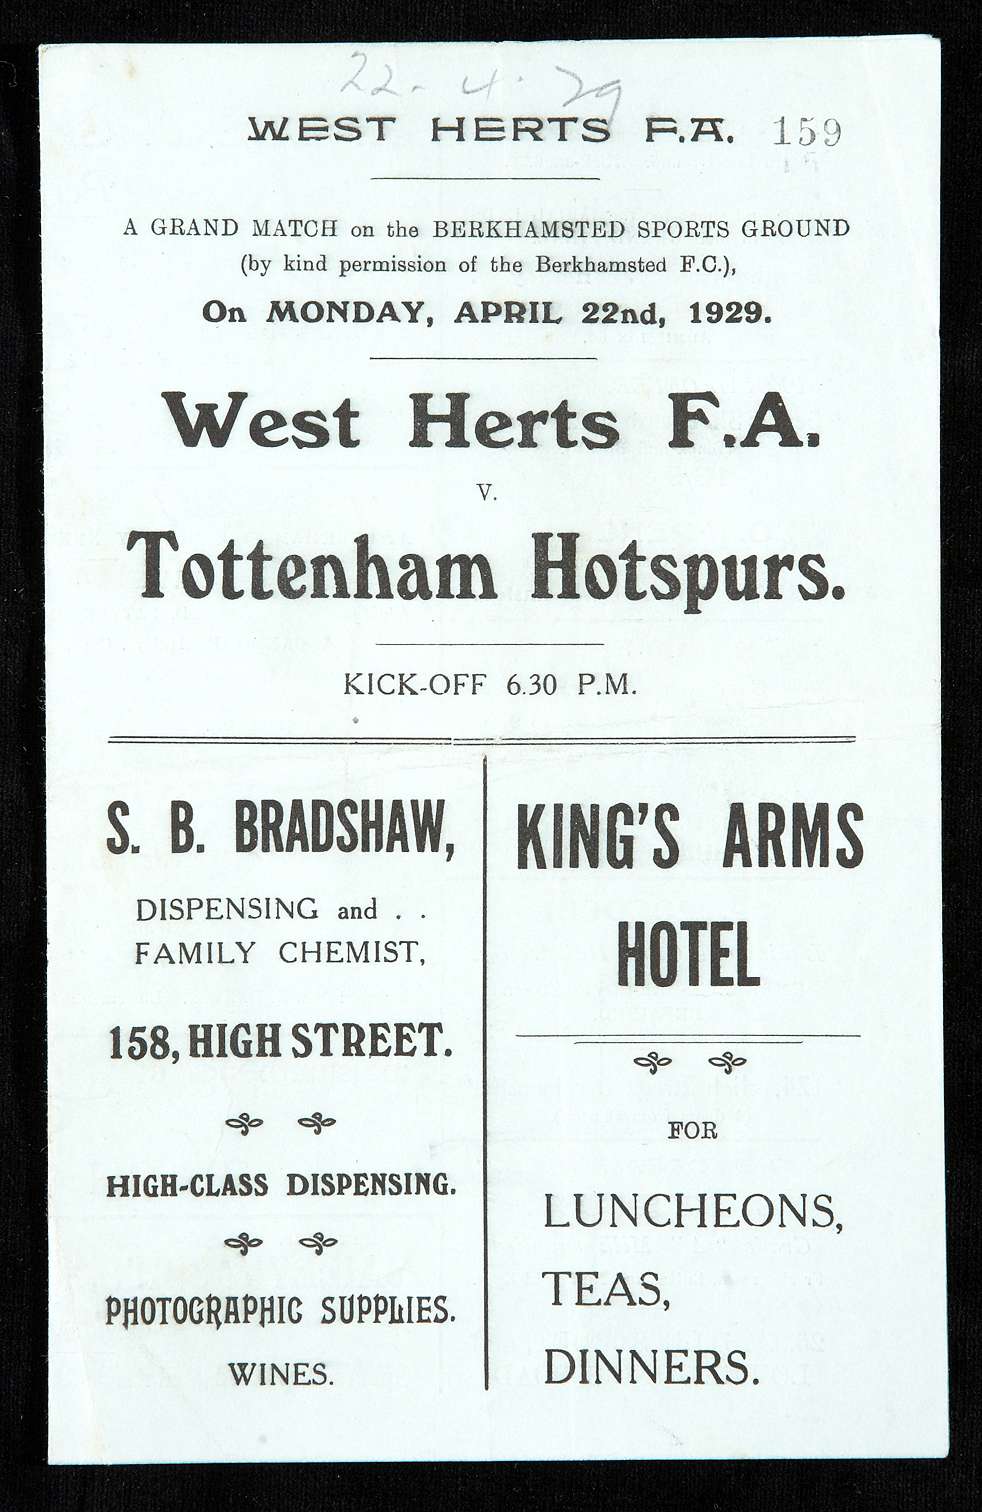 22-4-29
WEST HERTS F.A. 159
A GRAND MATCH on the BERKHAMSTED SPORTS GROUND
(by kind permission of the Berkhamsted F.C.),
On MONDAY, APRIL 22nd, 1929.
West Herts F.A.
V.
Tottenham Hotspurs.
KICK-OFF 6.30 P.M.
S. B. BRADSHAW,
DISPENSING and . .
FAMILY CHEMIST,
158, HIGH STREET.
HIGH-CLASS DISPENSING.
PHOTOGRAPHIC SUPPLIES.
WINES.
KING'S ARMS
HOTEL
FOR
LUNCHEONS,
TEAS,
DINNERS.